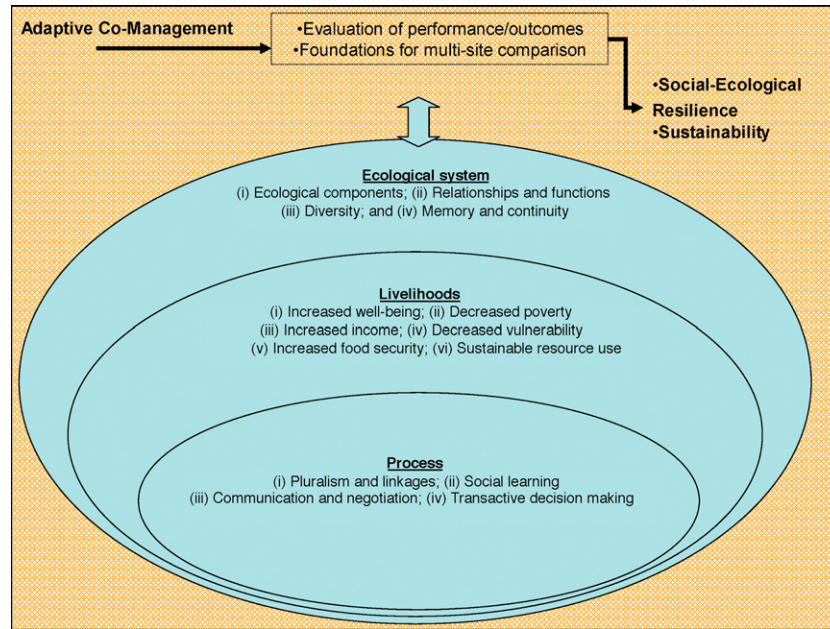 Adaptive Co-Management
•Evaluation of performance/outcomes
•Foundations for multi-site comparison
•Social-Ecological
Resilience
•Sustainability
Ecological system
(i) Ecological components; (ii) Relationships and functions
(iii) Diversity; and (iv) Memory and continuity
Livelihoods
(i) Increased well-being; (ii) Decreased poverty
(iii) Increased income; (iv) Decreased vulnerability
(v) Increased food security; (vi) Sustainable resource use
Process
(i) Pluralism and linkages; (ii) Social learning
(iii) Communication and negotiation; (iv) Transactive decision making